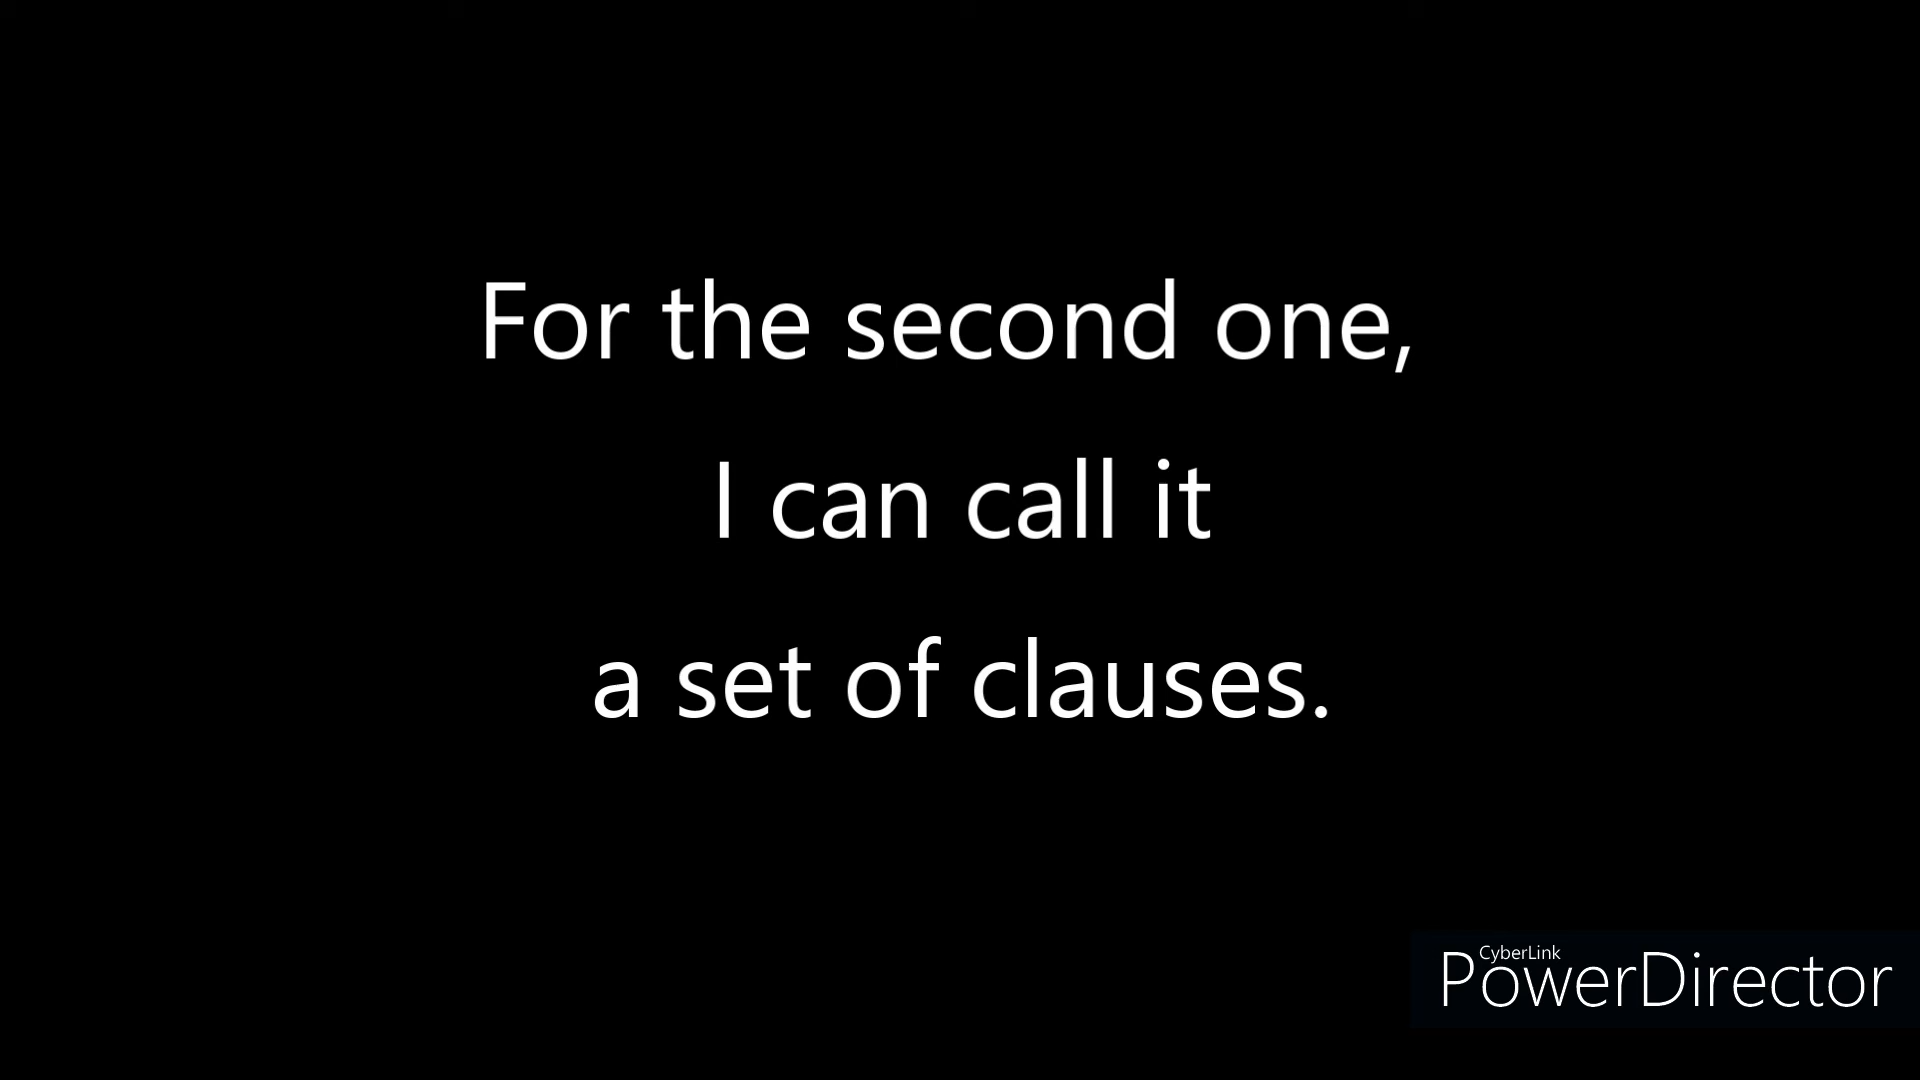 For the second one,
I can call it
a set of clauses.
CyberLink
PowerDirector